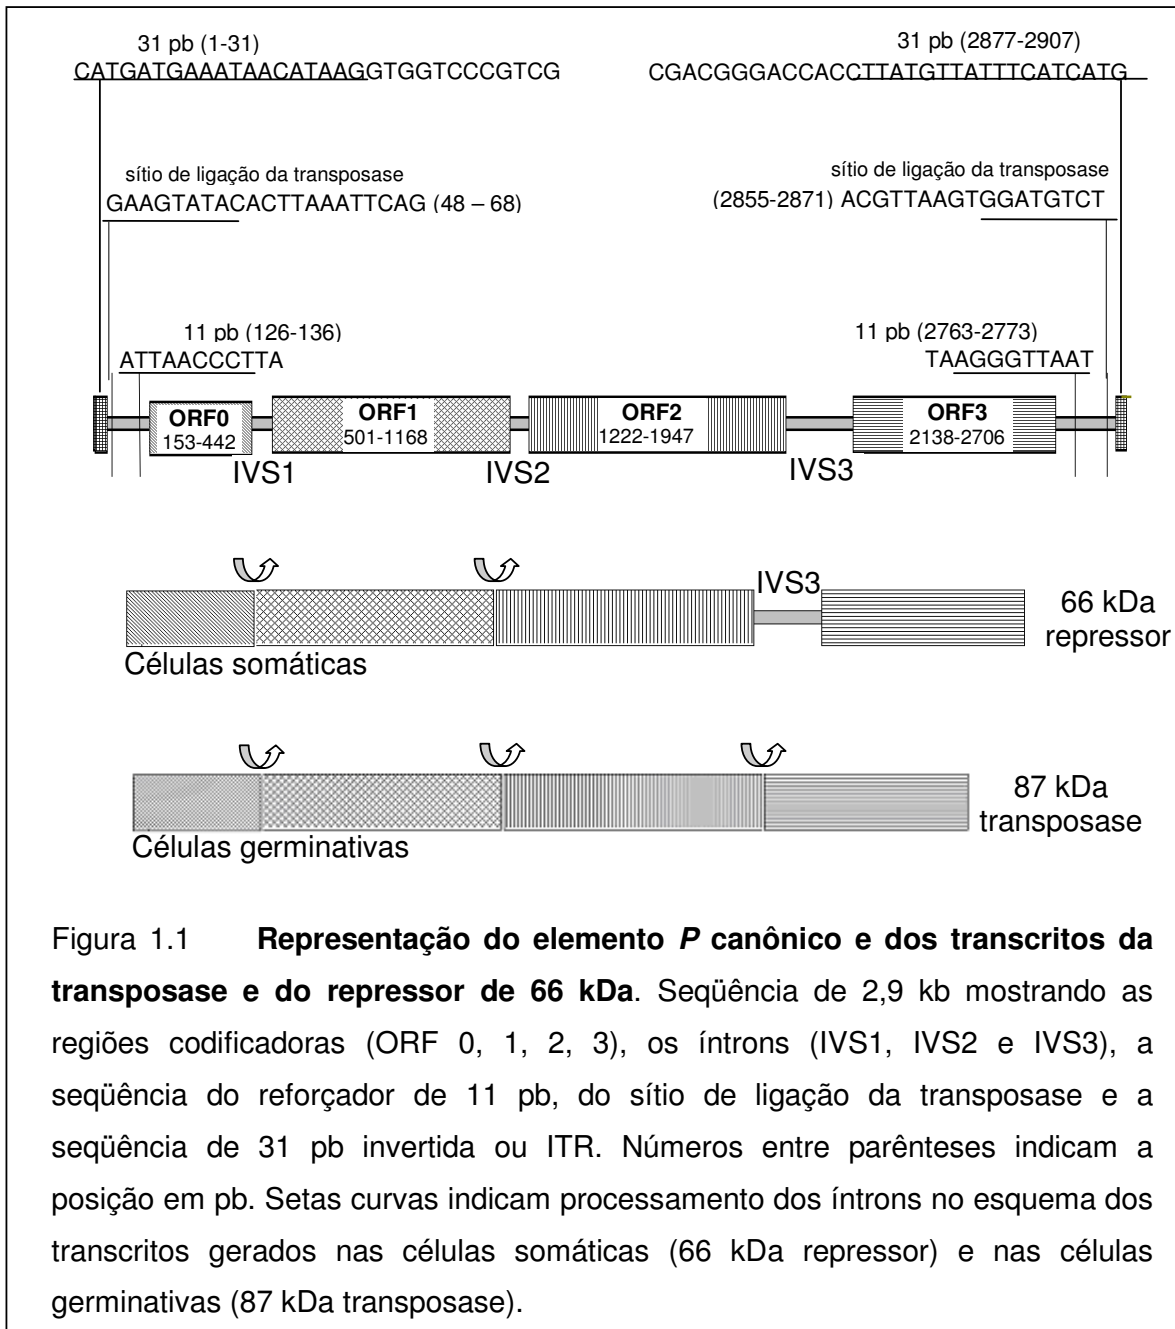 31 pb (1-31)
31 pb (2877-2907)
CATGATGAAATAACATAAGGTGGTCCCGTCG
CGACGGGACCACCTTATGTTATTTCATCATG
sítio de ligação da transposase
sítio de ligação da transposase
GAAGTATACACTTAAATTCAG (48 – 68)
(2855-2871) ACGTTAAGTGGATGTCT
11 pb (126-136)
11 pb (2763-2773)
ATTAACCCTTA
TAAGGGTTAAT
ORF0
153-442
ORF1
501-1168
ORF2
1222-1947
ORF3
2138-2706
IVS1
IVS2
IVS3
IVS3
66 kDa
repressor
Células somáticas
87 kDa
transposase
Células germinativas
Figura 1.1 Representação do elemento P canônico e dos transcritos da
transposase e do repressor de 66 kDa. Seqüência de 2,9 kb mostrando as
regiões codificadoras (ORF 0, 1, 2, 3), os íntrons (IVS1, IVS2 e IVS3), a
seqüência do reforçador de 11 pb, do sítio de ligação da transposase e a
seqüência de 31 pb invertida ou ITR. Números entre parênteses indicam a
posição em pb. Setas curvas indicam processamento dos íntrons no esquema dos
transcritos gerados nas células somáticas (66 kDa repressor) e nas células
germinativas (87 kDa transposase).